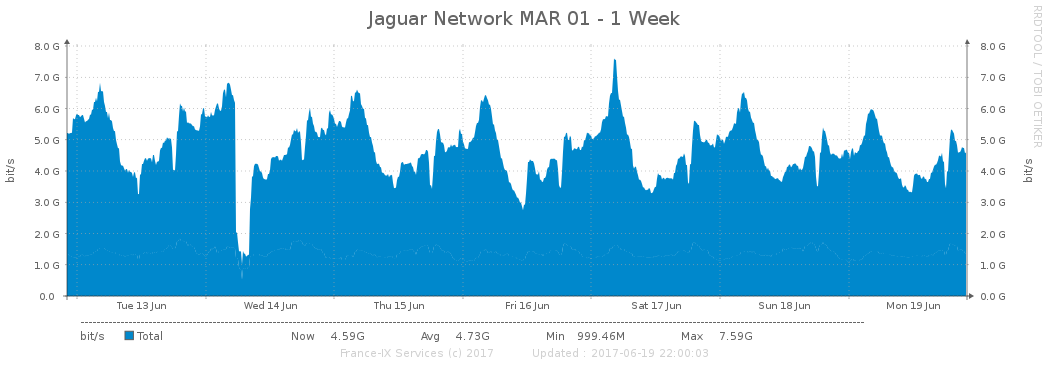 Jaguar Network MAR 01 - 1 Week
RRDTOOL / TOBI OETIKER
8.0 G 8.0 G
7.0 G 7.0 G
6.0 G 6.0 G
5.0 G 5.0 G
4.0 G 4.0 G
3.0 G 3.0 G
2.0 G 2.0 G
1.0 G 1.0 G
0.0 0.0 G
bit/s
bit/s
Tue 13 Jun Wed 14 Jun Thu 15 Jun Fri 16 Jun Sat 17 Jun Sun 18 Jun Mon 19 Jun
bit/s Total Now 4.59G Avg 4.73G Min 999.46M Max 7.59G
France-IX Services (c) 2017 Updated : 2017-06-19 22:00:03